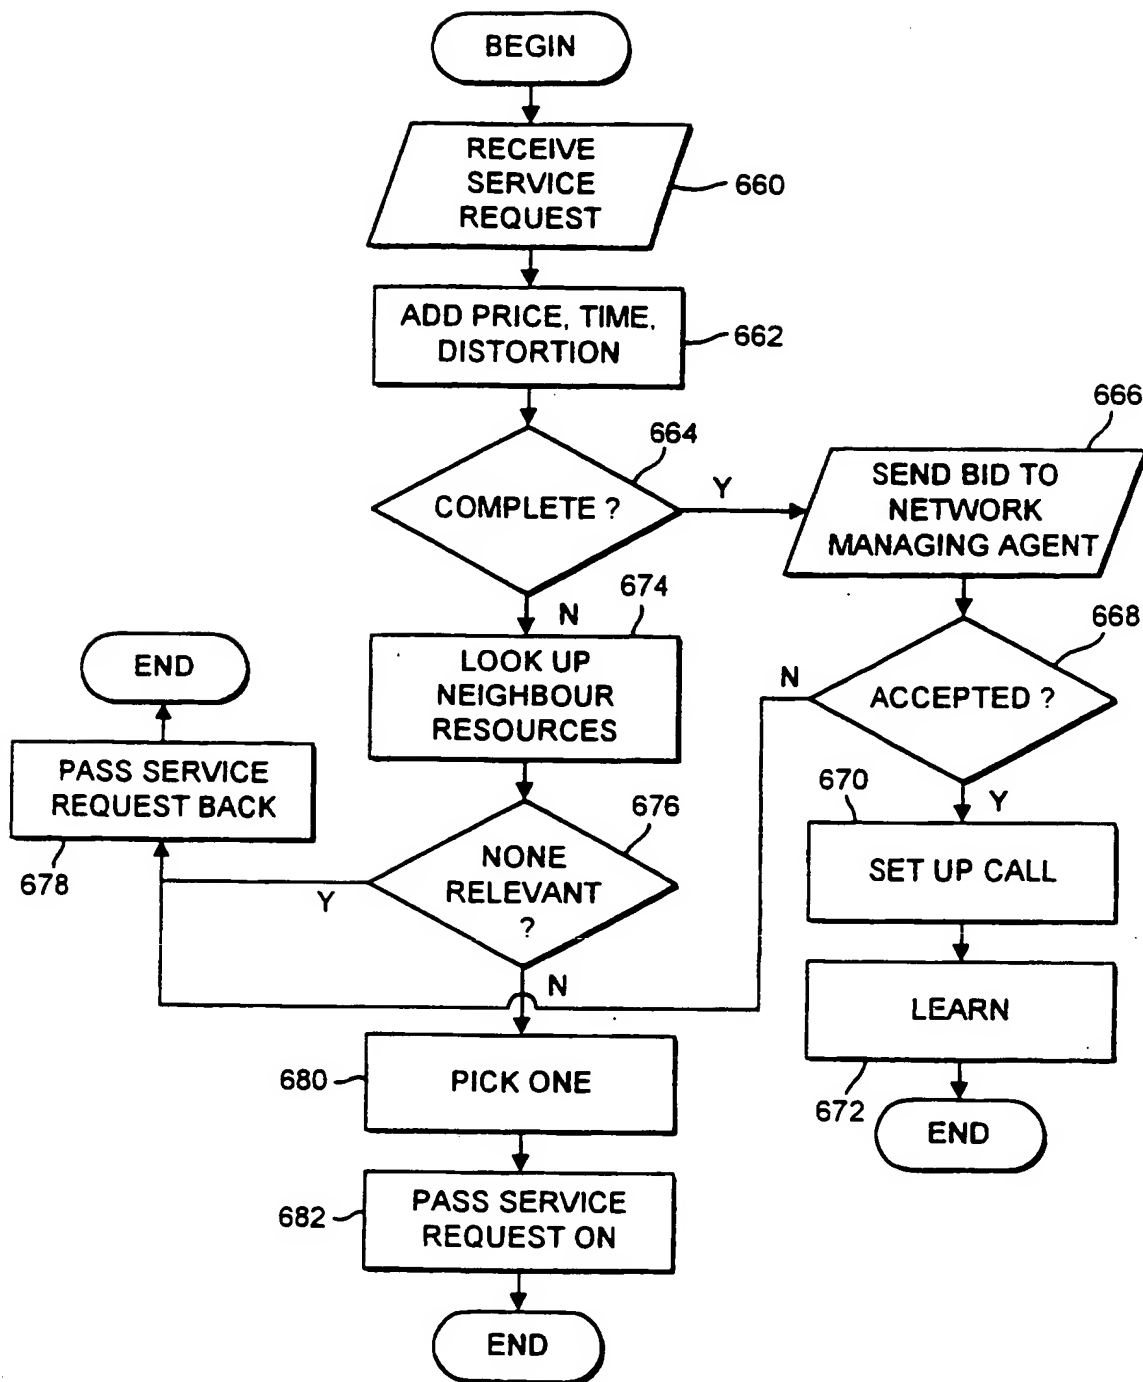 BEGIN
RECEIVE
SERVICE
REQUEST
660
ADD PRICE, TIME,
DISTORTION
662
664
COMPLETE ?
Y
N
666
SEND BID TO
NETWORK
MANAGING AGENT
668
ACCEPTED ?
N
Y
670
SET UP CALL
LEARN
672
END
674
LOOK UP
NEIGHBOUR
RESOURCES
676
NONE
RELEVANT
?
Y
N
END
PASS SERVICE
REQUEST BACK
678
680
PICK ONE
682
PASS SERVICE
REQUEST ON
END